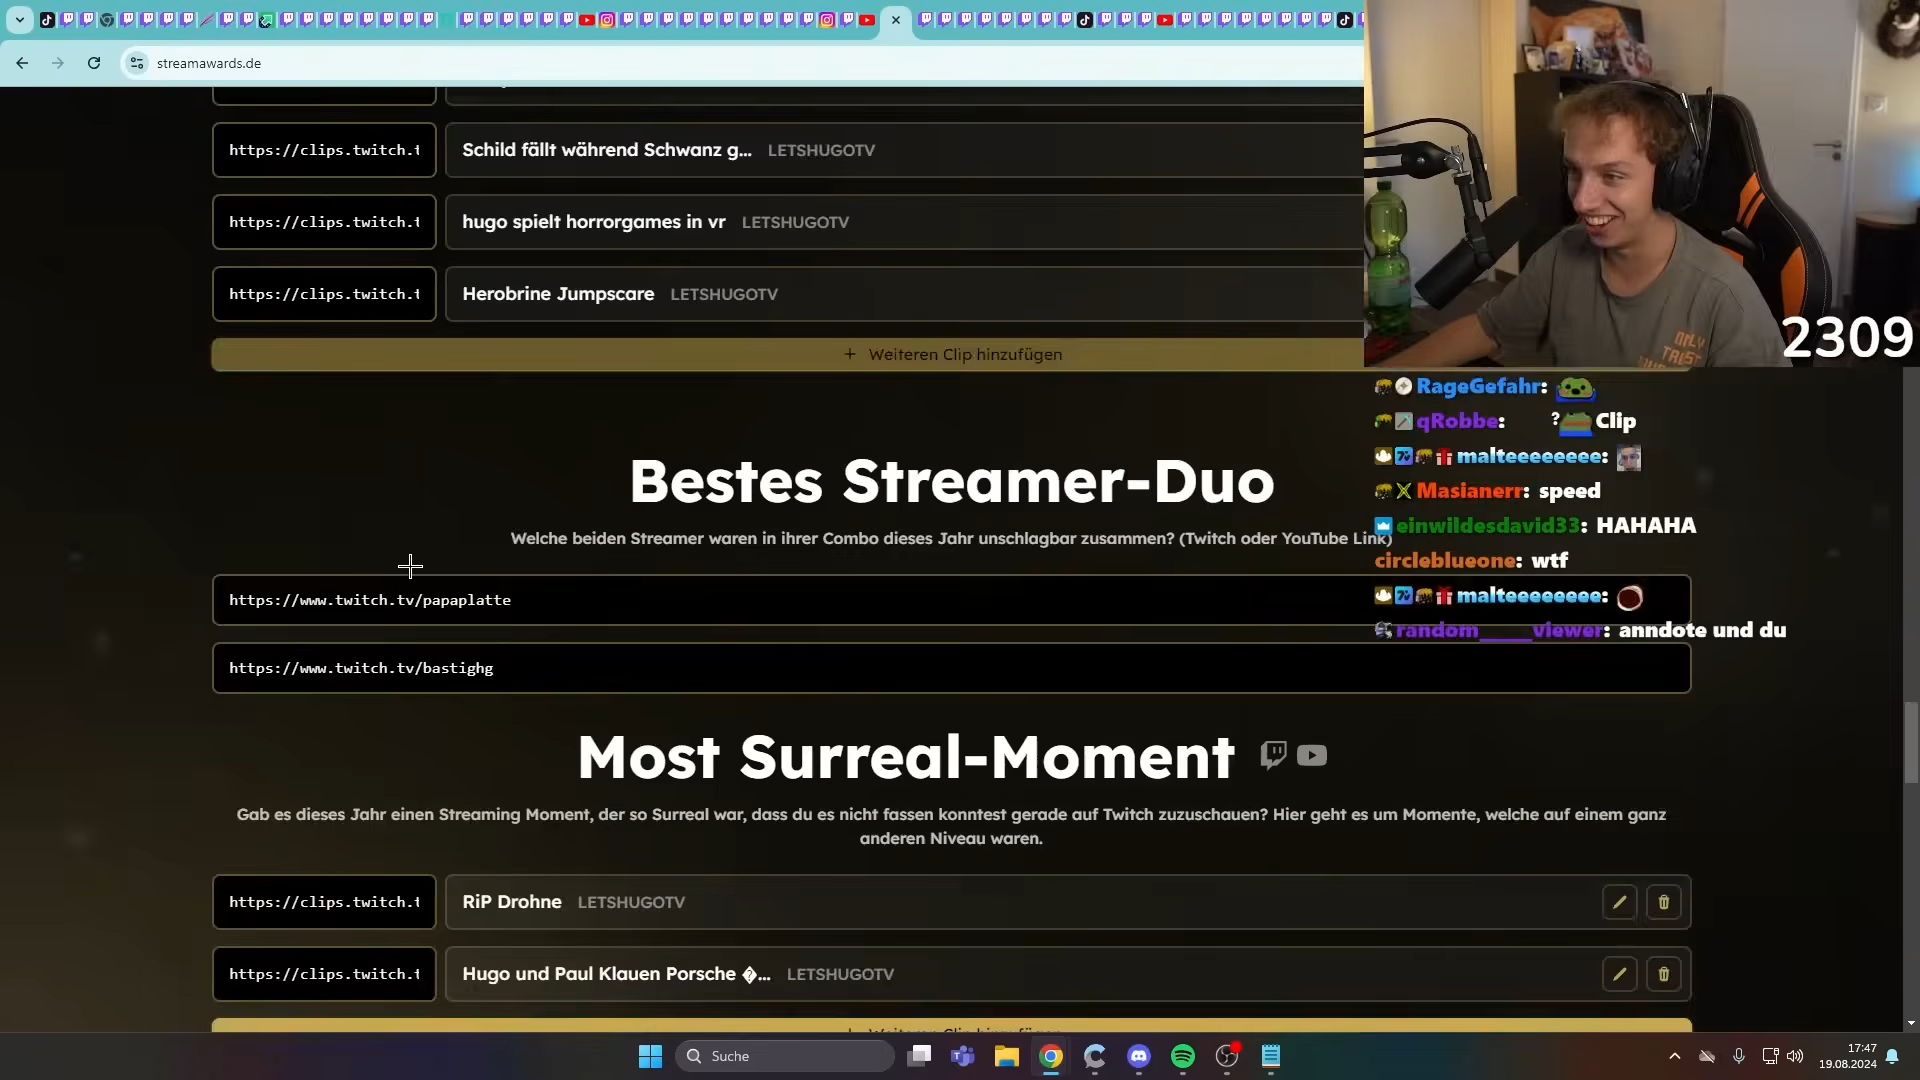 streamawards.de
https://clips.twitch.t
Schild fällt während Schwanz g... LETSHUGOTV
https://clips.twitch.t
hugo spielt horrorgames in vr LETSHUGOTV
https://clips.twitch.t
Herobrine Jumpscare LETSHUGOTV
+ Weiteren Clip hinzufügen
2309
RageGefahr:
qRobbe: ? Clip
malteeeeeeee:
Masianerr: speed
einwildesdavid33: HAHAHA
circleblueone: wtf
malteeeeeeee:
random_____viewer: anndote und du
Bestes Streamer-Duo
Welche beiden Streamer waren in ihrer Combo dieses Jahr unschlagbar zusammen? (Twitch oder YouTube Link)
https://www.twitch.tv/papaplatte
https://www.twitch.tv/bastighg
Most Surreal-Moment
Gab es dieses Jahr einen Streaming Moment, der so Surreal war, dass du es nicht fassen konntest gerade auf Twitch zuzuschauen? Hier geht es um Momente, welche auf einem ganz
anderen Niveau waren.
https://clips.twitch.t
RiP Drohne LETSHUGOTV
https://clips.twitch.t
Hugo und Paul Klauen Porsche �... LETSHUGOTV
Suche
17:47
19.08.2024